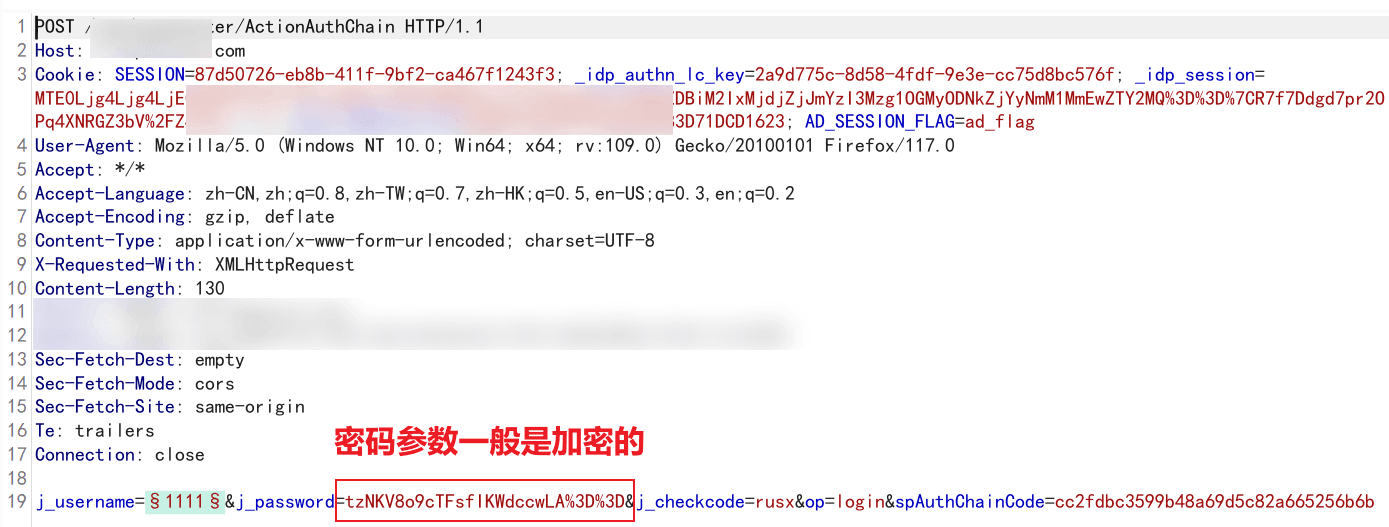 1 POST / er/ActionAuthChain HTTP/1.1
2 Host: com
3 Cookie: SESSION=87d50726-eb8b-411f-9bf2-ca467f1243f3; _idp_authn_lc_key=2a9d775c-8d58-4fdf-9e3e-cc75d8bc576f; _idp_session=
MTE0Ljg4Ljg4LjE DBiM2IxMjdjZjJmYzI3Mzg1OGMyODNkZjYyNmM1MmEwZTY2MQ%3D%3D%7CR7f7Ddgd7pr20
Pq4XNRGZ3bV%2FZ 3D71DCD1623; AD_SESSION_FLAG=ad_flag
4 User-Agent: Mozilla/5.0 (Windows NT 10.0; Win64; x64; rv:109.0) Gecko/20100101 Firefox/117.0
5 Accept: */*
6 Accept-Language: zh-CN,zh;q=0.8,zh-TW;q=0.7,zh-HK;q=0.5,en-US;q=0.3,en;q=0.2
7 Accept-Encoding: gzip, deflate
8 Content-Type: application/x-www-form-urlencoded; charset=UTF-8
9 X-Requested-With: XMLHttpRequest
10 Content-Length: 130
11
12
13 Sec-Fetch-Dest: empty
14 Sec-Fetch-Mode: cors
15 Sec-Fetch-Site: same-origin
16 Te: trailers
密码参数一般是加密的
17 Connection: close
18
19 j_username=§1111§&j_password=tzNKV8o9cTFsfIKWdccwLA%3D%3D&j_checkcode=rusx&op=login&spAuthChainCode=cc2fdbc3599b48a69d5c82a665256b6b